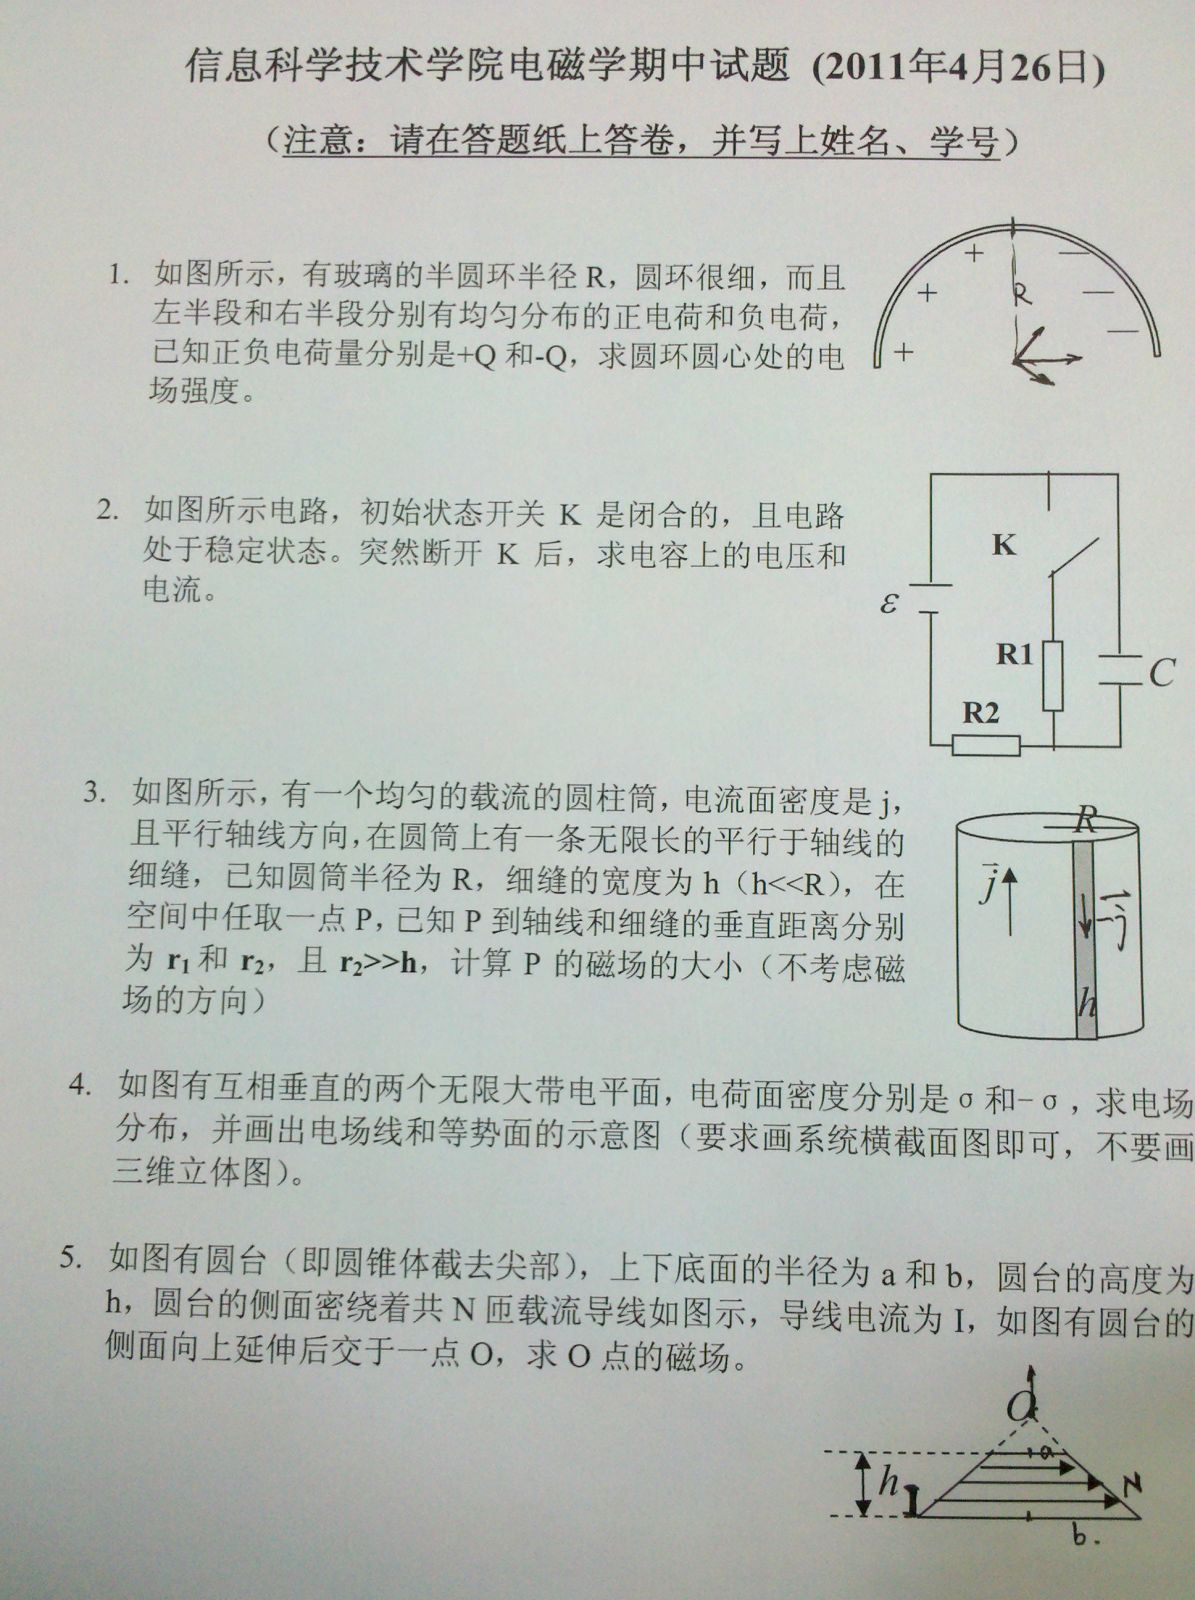 信息科学技术学院电磁学期中试题 (2011年4月26日)
（注意：请在答题纸上答卷，并写上姓名、学号）
1. 如图所示，有玻璃的半圆环半径 R，圆环很细，而且
左半段和右半段分别有均匀分布的正电荷和负电荷，
已知正负电荷量分别是+Q 和-Q，求圆环圆心处的电
场强度。
+ + + — — —
R
2. 如图所示电路，初始状态开关 K 是闭合的，且电路
处于稳定状态。突然断开 K 后，求电容上的电压和
电流。
K
ε
R1
C
R2
3. 如图所示，有一个均匀的载流的圆柱筒，电流面密度是 j，
且平行轴线方向，在圆筒上有一条无限长的平行于轴线的
细缝，已知圆筒半径为 R，细缝的宽度为 h（h<<R），在
空间中任取一点 P，已知 P 到轴线和细缝的垂直距离分别
为 r₁ 和 r₂，且 r₂>>h，计算 P 的磁场的大小（不考虑磁
场的方向）
R
j
-j
h
4. 如图有互相垂直的两个无限大带电平面，电荷面密度分别是 σ 和-σ，求电场
分布，并画出电场线和等势面的示意图（要求画系统横截面图即可，不要画
三维立体图）。
5. 如图有圆台（即圆锥体截去尖部），上下底面的半径为 a 和 b，圆台的高度为
h，圆台的侧面密绕着共 N 匝载流导线如图示，导线电流为 I，如图有圆台的
侧面向上延伸后交于一点 O，求 O 点的磁场。
O
a
h
I
N
b.